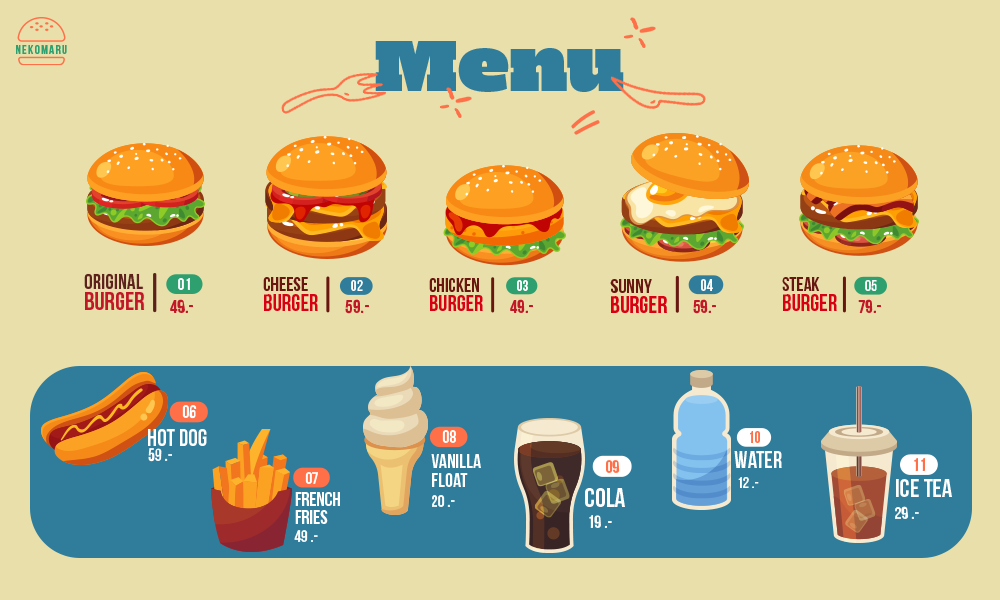 NEKOMARU
Menu
ORIGINAL
BURGER
01
49.-
CHEESE
BURGER
02
59.-
CHICKEN
BURGER
03
49.-
SUNNY
BURGER
04
59.-
STEAK
BURGER
05
79.-
06
HOT DOG
59 .-
07
FRENCH
FRIES
49 .-
08
VANILLA
FLOAT
20 .-
09
COLA
19 .-
10
WATER
12 .-
11
ICE TEA
29 .-